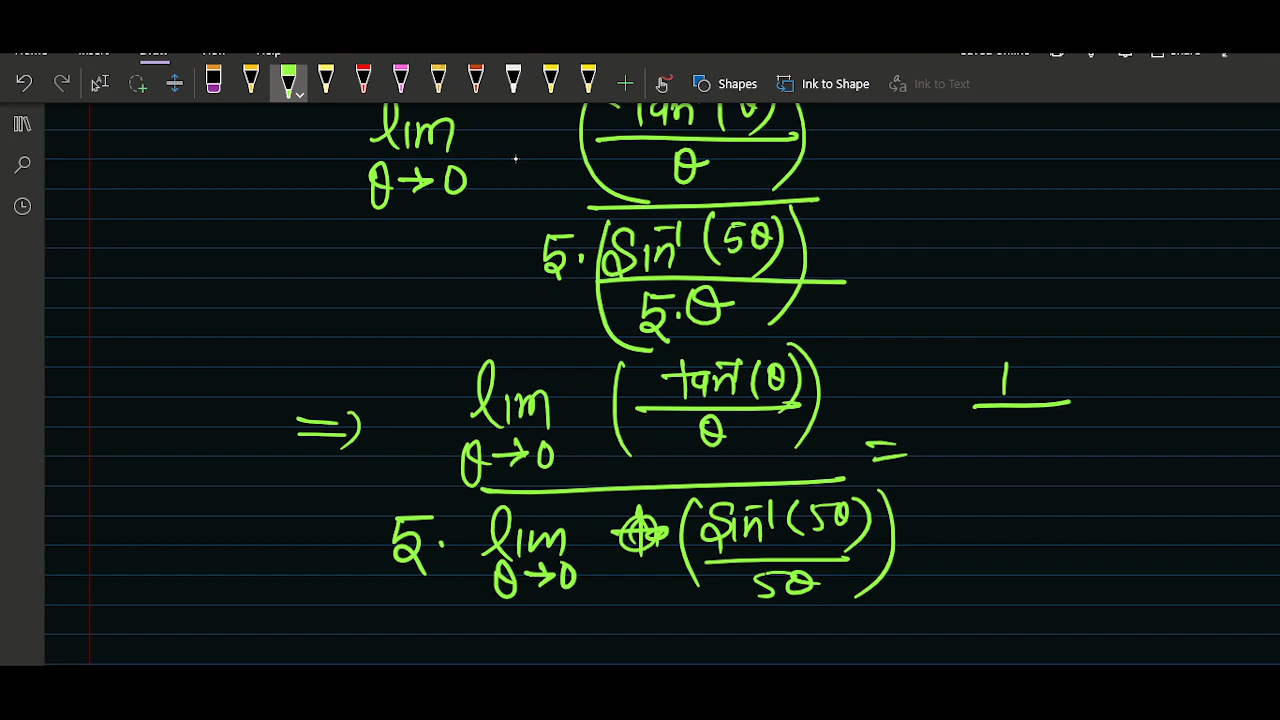 Shapes Ink to Shape Ink to Text
lim (tan⁻¹(θ)
θ→0 θ)
5. (Sin⁻¹(5θ)
5.θ)
=> lim (tan⁻¹(θ) 1
θ→0 θ) =
5. lim (Sin⁻¹(5θ)
θ→0 5θ)